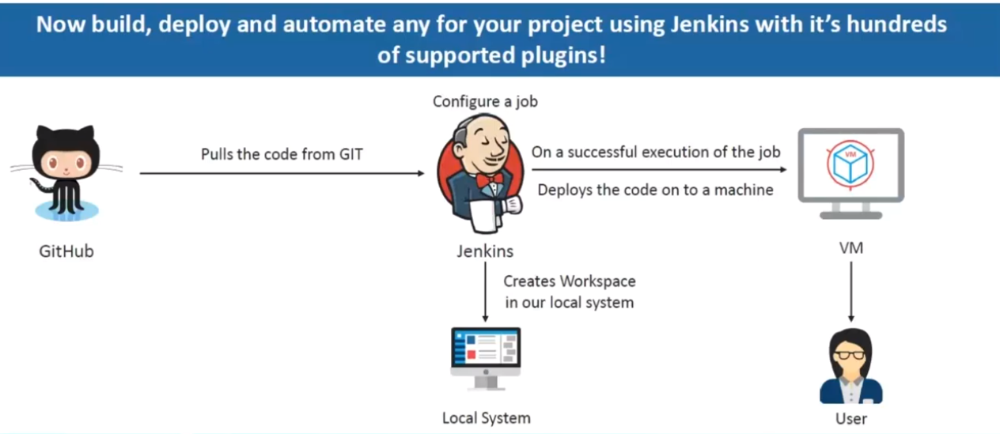 Now build, deploy and automate any for your project using Jenkins with it's hundreds
of supported plugins!
Configure a job
Pulls the code from GIT
On a successful execution of the job
Deploys the code on to a machine
VM
GitHub
Jenkins
VM
Creates Workspace
in our local system
Local System
User